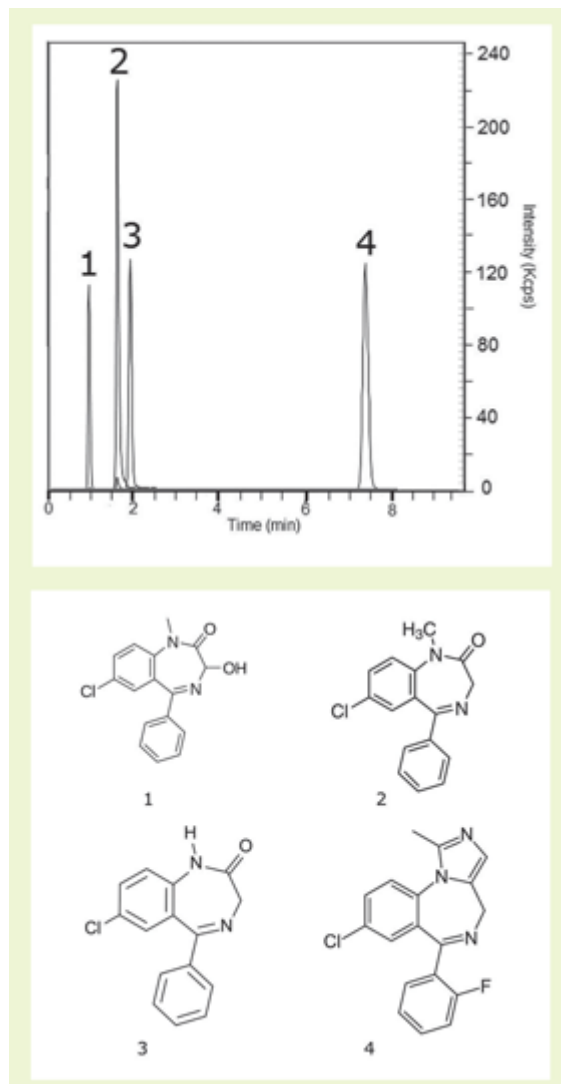 240
2
200
160
3
4
1
120
80
40
0
Intensity (Kcps)
0 2 4 6 8
Time (min)
N O
OH
Cl N
1
H₃C
N O
Cl N
2
H
N O
Cl N
3
N
N
Cl N
F
4